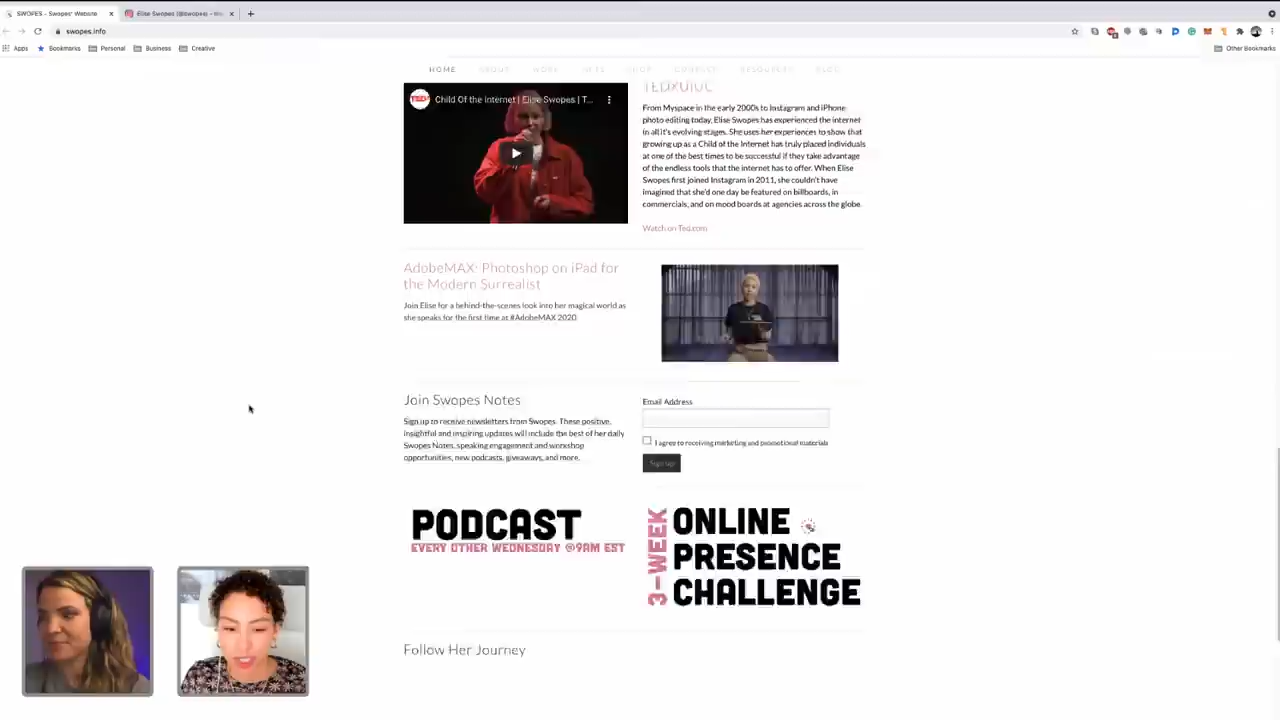 SWOPES - Swopes' Website
Elise Swopes (@swopes) •
swopes.info
Apps
Bookmarks
Personal
Business
Creative
Other Bookmarks
HOME
ABOUT
WORK
NFTS
SHOP
CONTACT
RESOURCES
BLOG
Child Of the Internet | Elise Swopes | T...
TEDxUIUC
From Myspace in the early 2000s to Instagram and iPhone
photo editing today, Elise Swopes has experienced the internet
in all it's evolving stages. She uses her experiences to show that
growing up as a Child of the Internet has truly placed individuals
at one of the best times to be successful if they take advantage
of the endless tools that the internet has to offer. When Elise
Swopes first joined Instagram in 2011, she couldn't have
imagined that she'd one day be featured on billboards, in
commercials, and on mood boards at agencies across the globe.
Watch on Ted.com
AdobeMAX: Photoshop on iPad for
the Modern Surrealist
Join Elise for a behind-the-scenes look into her magical world as
she speaks for the first time at #AdobeMAX 2020.
Join Swopes Notes
Sign up to receive newsletters from Swopes. These positive,
insightful and inspiring updates will include the best of her daily
Swopes Notes, speaking engagement and workshop
opportunities, new podcasts, giveaways, and more.
Email Address
I agree to receiving marketing and promotional materials
Sign up
PODCAST
EVERY OTHER WEDNESDAY @9AM EST
3-WEEK
ONLINE
PRESENCE
CHALLENGE
Follow Her Journey